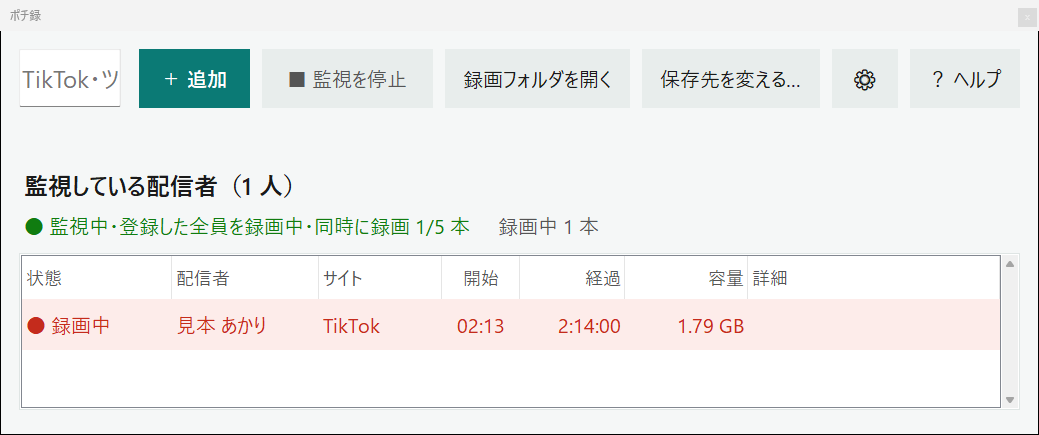 ポチ録
TikTok・ツ ＋ 追加 ■ 監視を停止 録画フォルダを開く 保存先を変える... ? ヘルプ
監視している配信者（1 人）
● 監視中・登録した全員を録画中・同時に録画 1/5 本 録画中 1 本
状態 配信者 サイト 開始 経過 容量 詳細
● 録画中 見本 あかり TikTok 02:13 2:14:00 1.79 GB